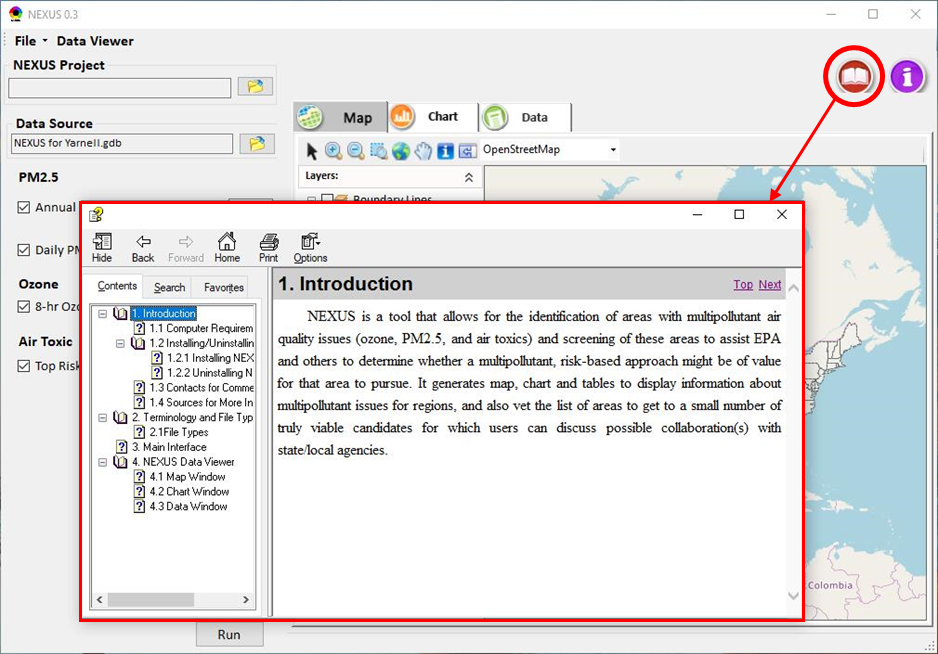 NEXUS 0.3
File Data Viewer
NEXUS Project
Data Source
NEXUS for Yarnell.gdb
PM2.5
Annual
Daily PM
Ozone
8-hr Ozo
Air Toxic
Top Risk
Run
Map Chart Data
OpenStreetMap
Layers:
Boundary Lines
Hide Back Forward Home Print Options
Contents Search Favorites
1. Introduction
1.1 Computer Requirem
1.2 Installing/Uninstallin
1.2.1 Installing NEX
1.2.2 Uninstalling N
1.3 Contacts for Comme
1.4 Sources for More In
2. Terminology and File Typ
2.1File Types
3. Main Interface
4. NEXUS Data Viewer
4.1 Map Window
4.2 Chart Window
4.3 Data Window
1. Introduction Top Next
NEXUS is a tool that allows for the identification of areas with multipollutant air
quality issues (ozone, PM2.5, and air toxics) and screening of these areas to assist EPA
and others to determine whether a multipollutant, risk-based approach might be of value
for that area to pursue. It generates map, chart and tables to display information about
multipollutant issues for regions, and also vet the list of areas to get to a small number of
truly viable candidates for which users can discuss possible collaboration(s) with
state/local agencies.
Colombia